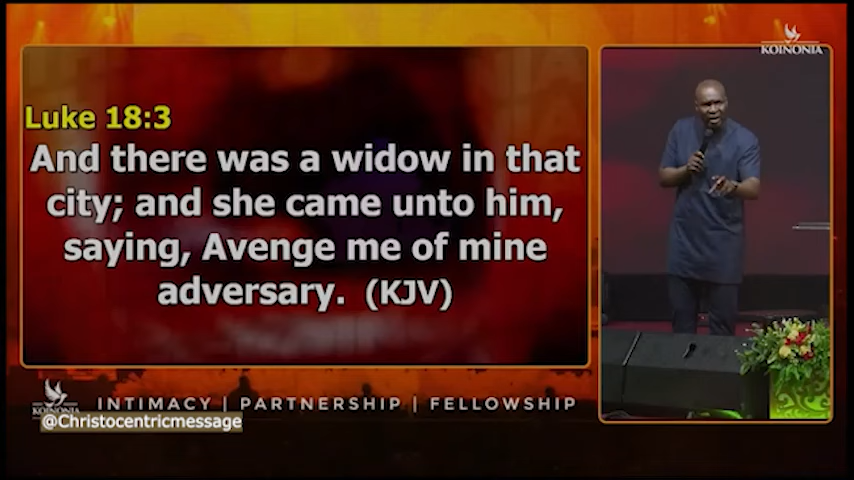 KOINONIA
Luke 18:3
And there was a widow in that
city; and she came unto him,
saying, Avenge me of mine
adversary. (KJV)
KOINONIA
INTIMACY | PARTNERSHIP | FELLOWSHIP
@Christocentricmessage